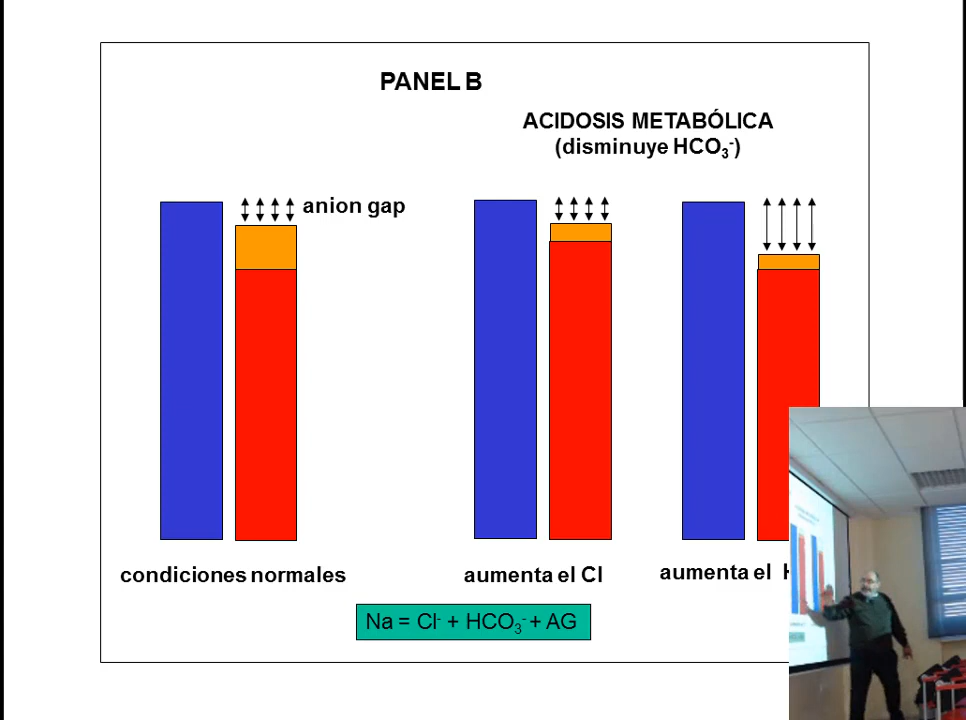 PANEL B
ACIDOSIS METABÓLICA
(disminuye HCO₃⁻)
anion gap
condiciones normales
aumenta el Cl
aumenta el
Na = Cl⁻ + HCO₃⁻ + AG